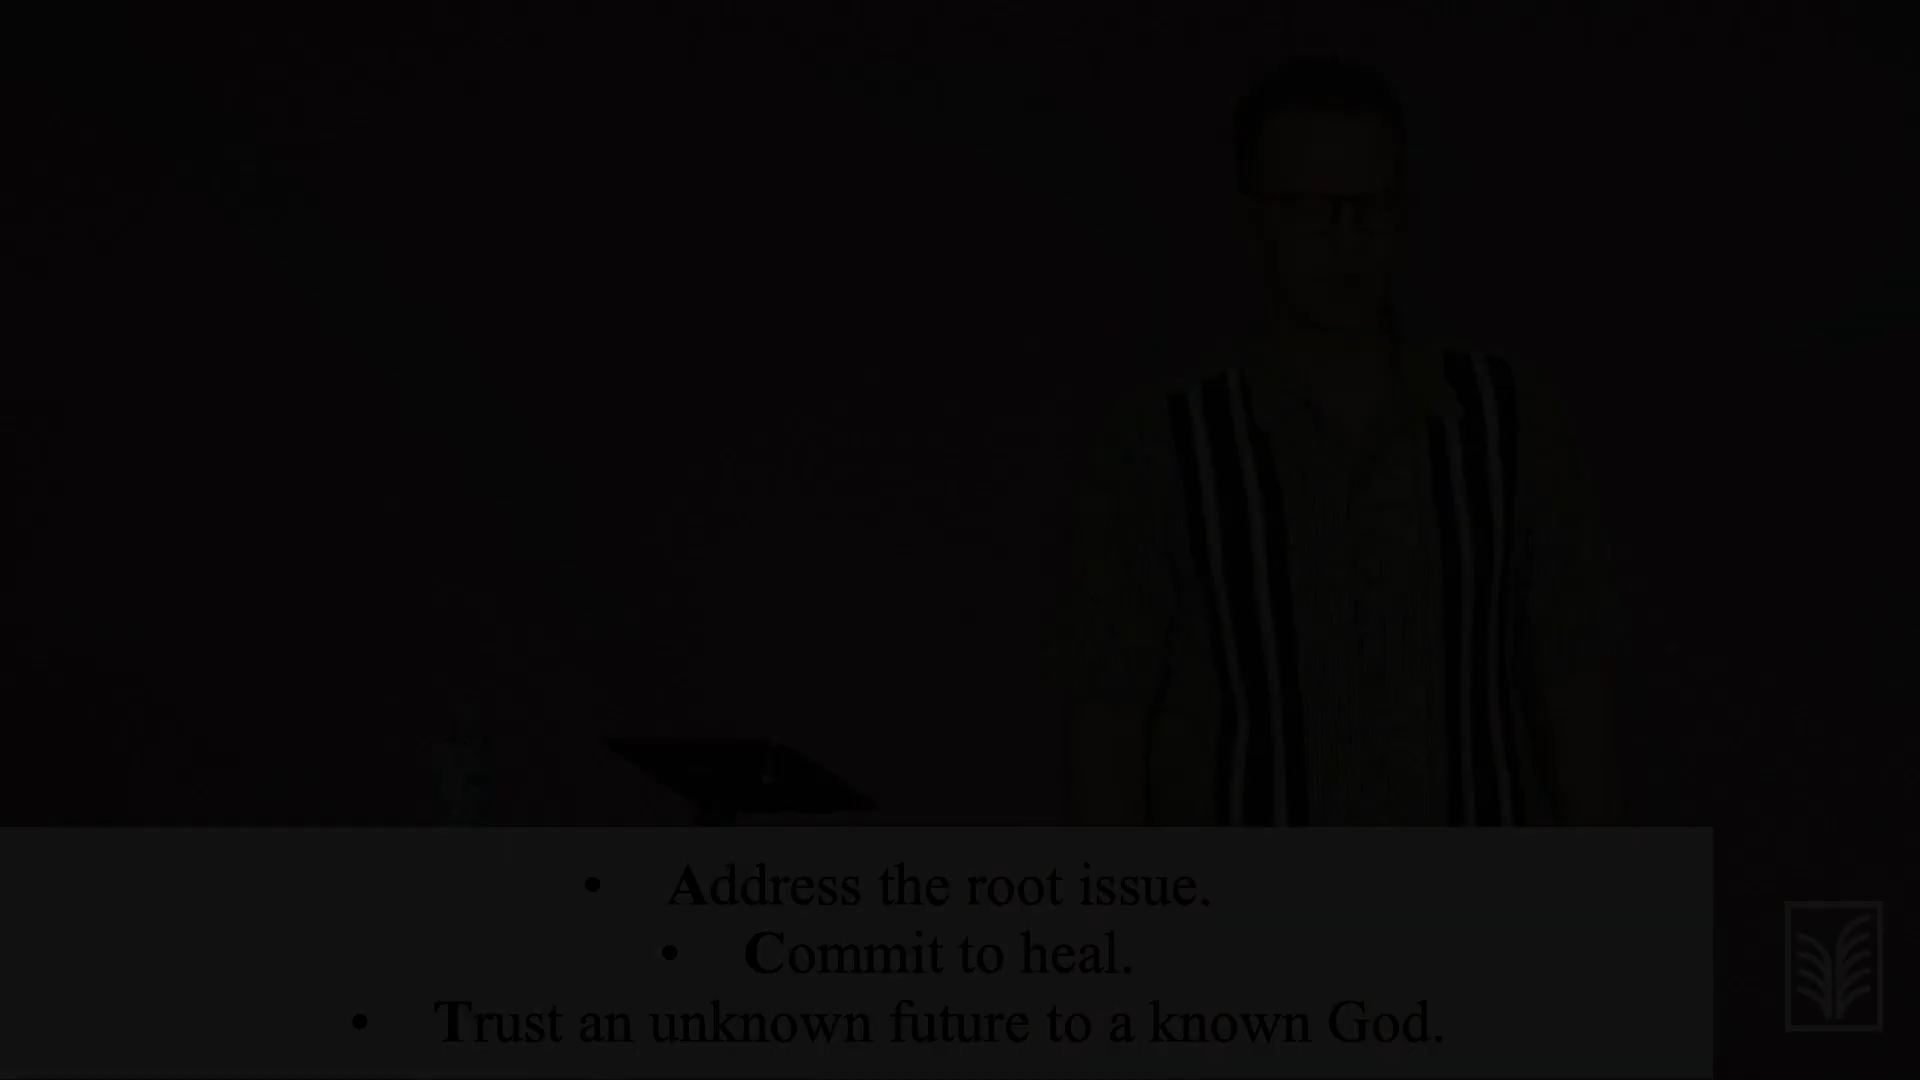 • Address the root issue.
• Commit to heal.
• Trust an unknown future to a known God.